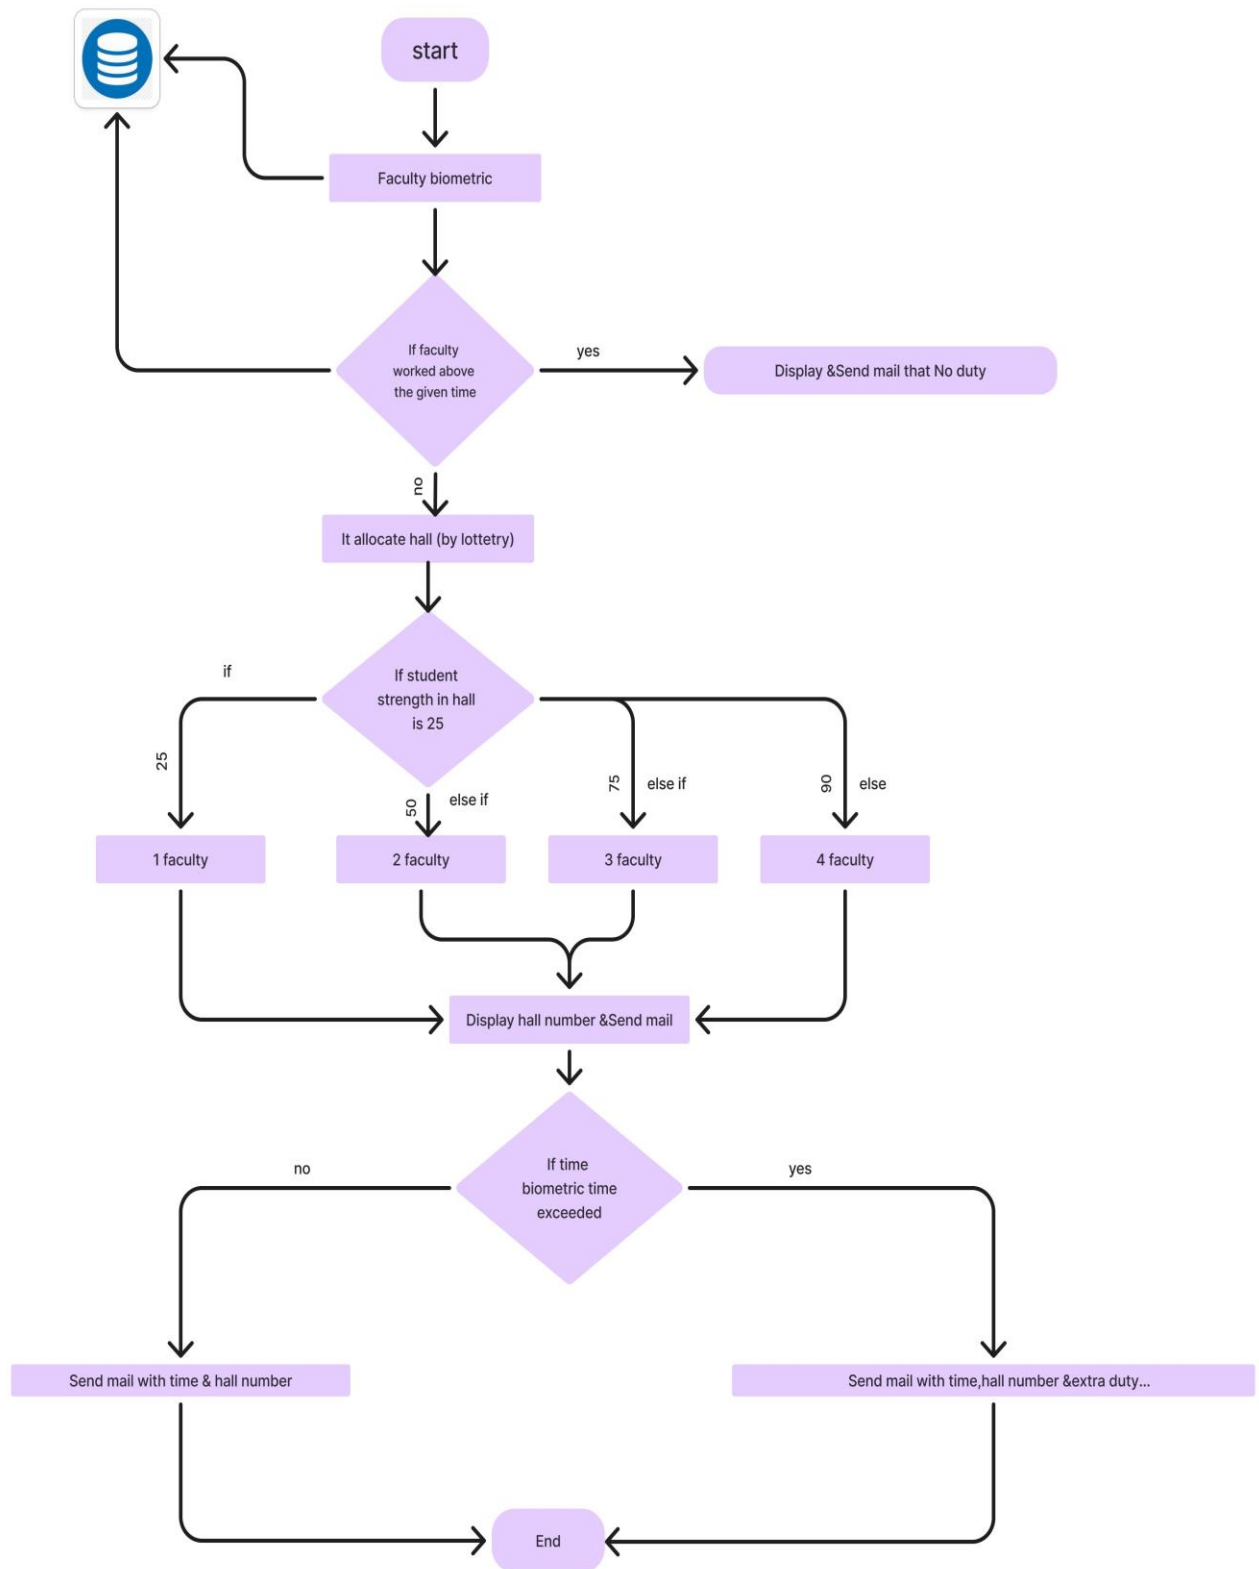 start
Faculty biometric
If faculty
worked above
the given time
yes
Display &Send mail that No duty
no
It allocate hall (by lottetry)
If student
strength in hall
is 25
if
25
50
else if
75
else if
90
else
1 faculty
2 faculty
3 faculty
4 faculty
Display hall number &Send mail
If time
biometric time
exceeded
no
yes
Send mail with time & hall number
Send mail with time,hall number &extra duty...
End